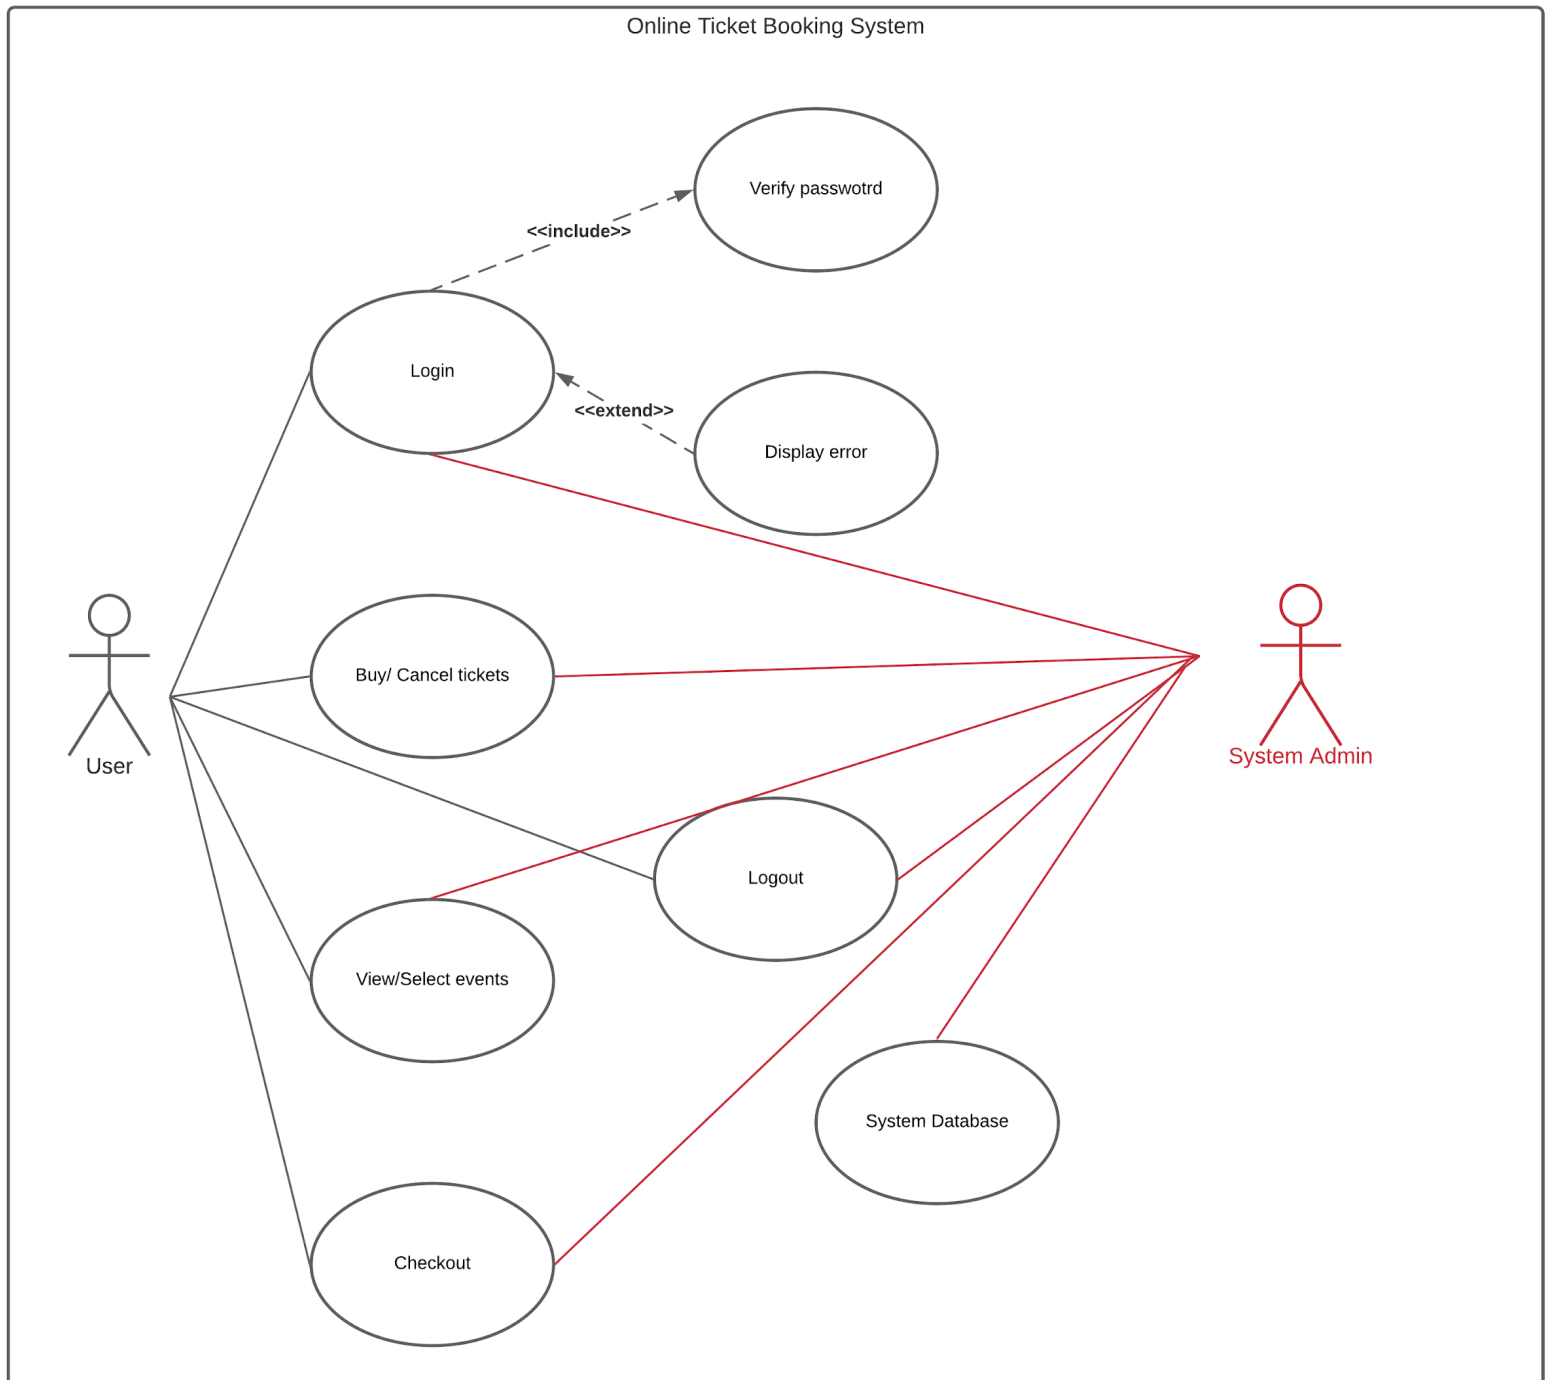 Online Ticket Booking System
Verify passwotrd
<<include>>
Login
<<extend>>
Display error
Buy/ Cancel tickets
System Admin
User
Logout
View/Select events
System Database
Checkout